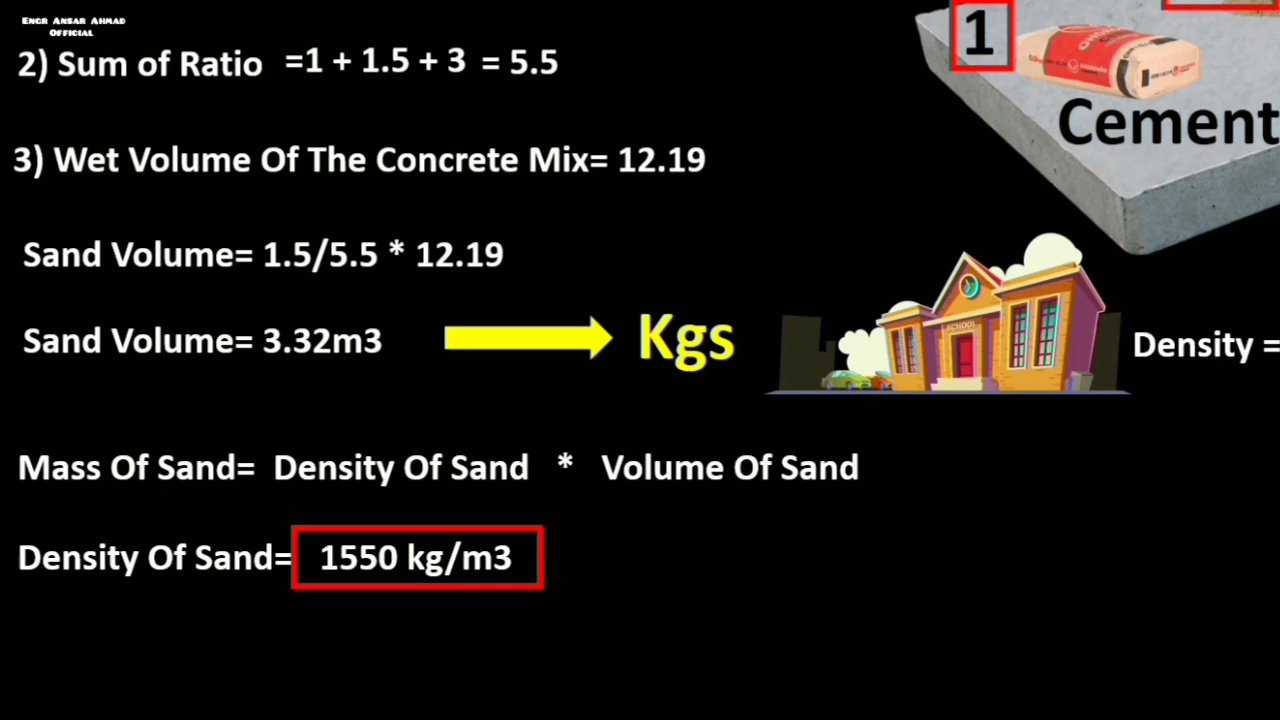 Engr Ansar Ahmad
Official
2) Sum of Ratio =1 + 1.5 + 3 = 5.5
1
Cement
3) Wet Volume Of The Concrete Mix= 12.19
Sand Volume= 1.5/5.5 * 12.19
SCHOOL
Sand Volume= 3.32m3
Kgs
Density =
Mass Of Sand= Density Of Sand * Volume Of Sand
Density Of Sand= 1550 kg/m3